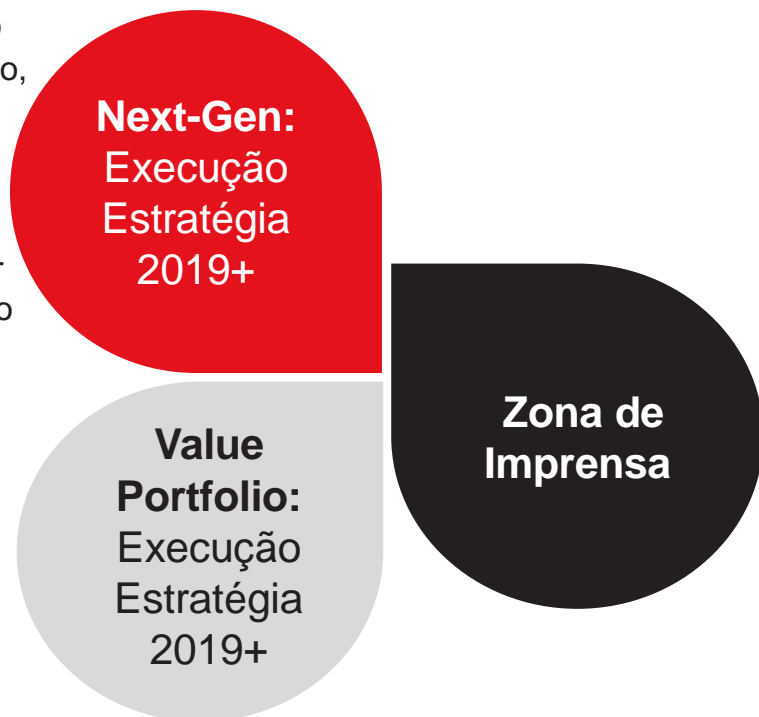 o,
Next-Gen:
Execução
Estratégia
2019+
o
Zona de
Imprensa
Value
Portfolio:
Execução
Estratégia
2019+